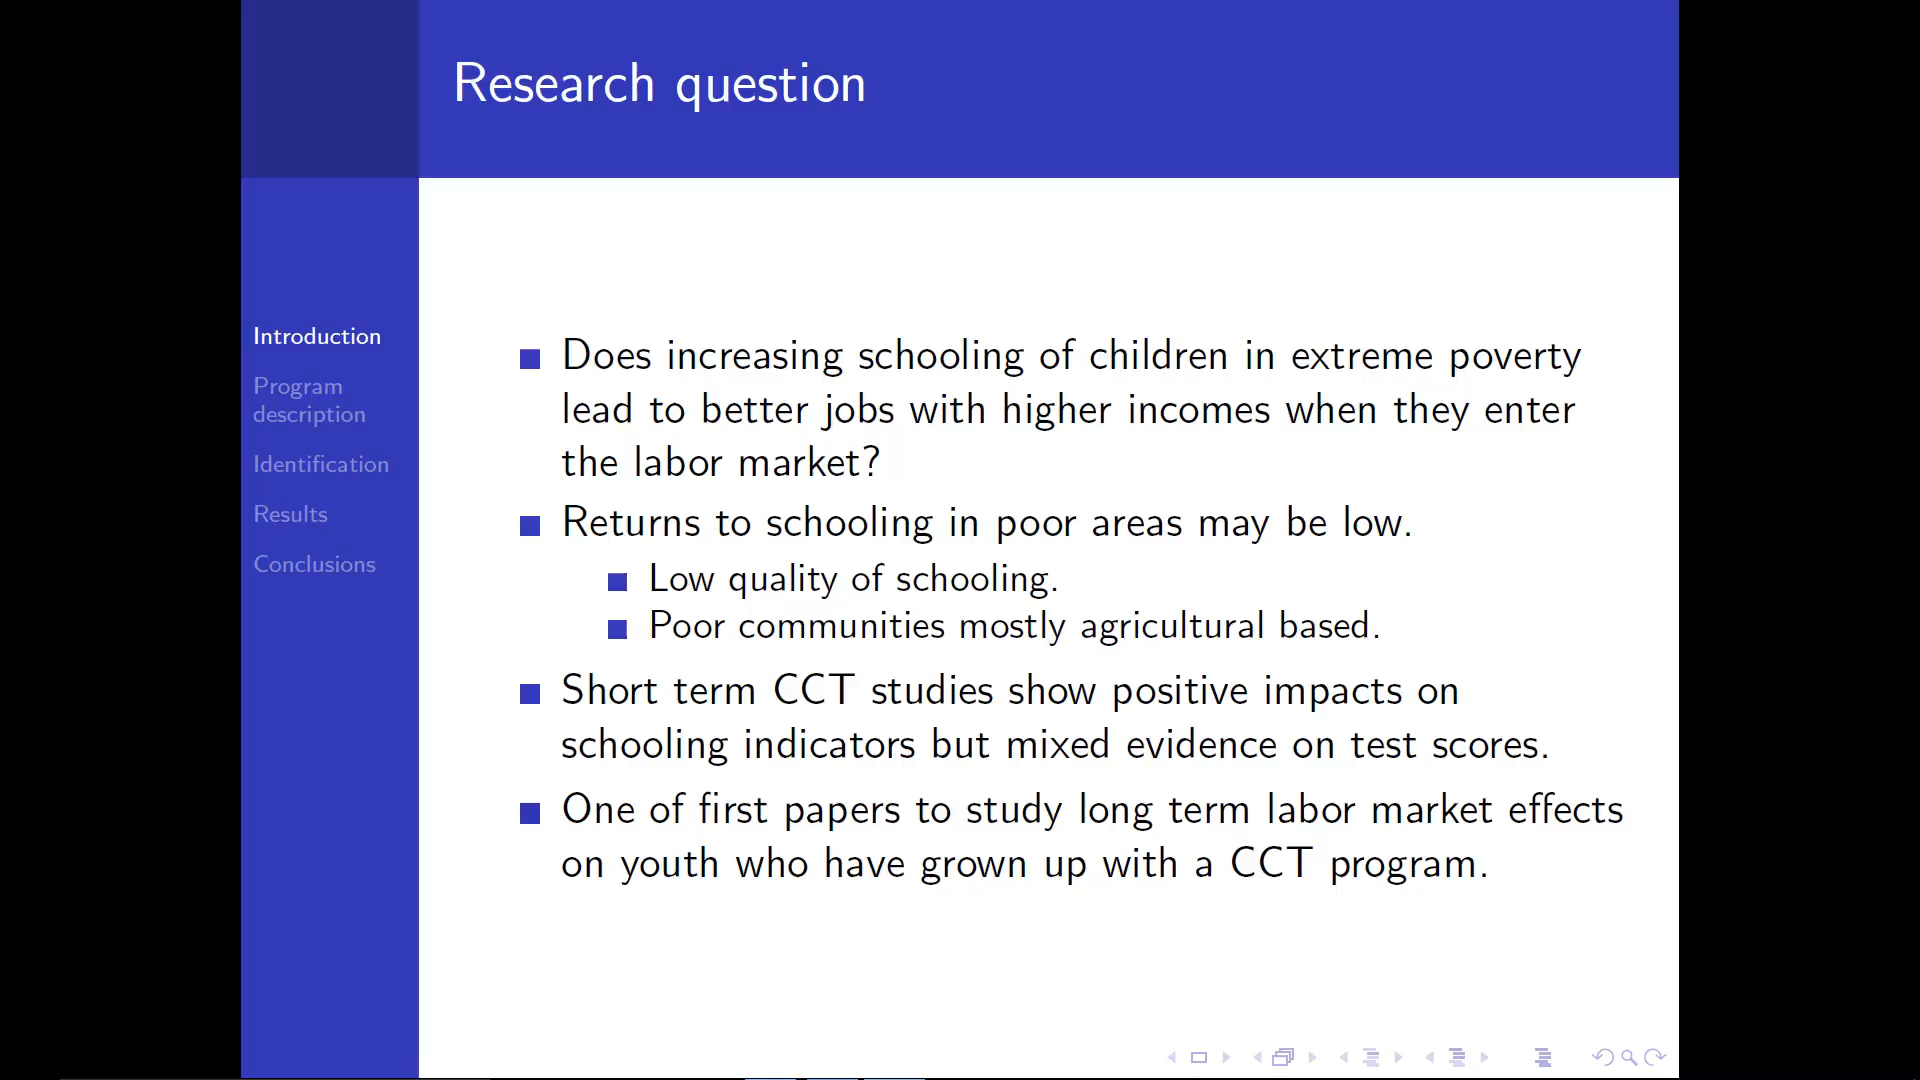 Research question
Introduction
Program
description
Identification
Results
Conclusions
Does increasing schooling of children in extreme poverty
lead to better jobs with higher incomes when they enter
the labor market?
Returns to schooling in poor areas may be low.
Low quality of schooling.
Poor communities mostly agricultural based.
Short term CCT studies show positive impacts on
schooling indicators but mixed evidence on test scores.
One of first papers to study long term labor market effects
on youth who have grown up with a CCT program.